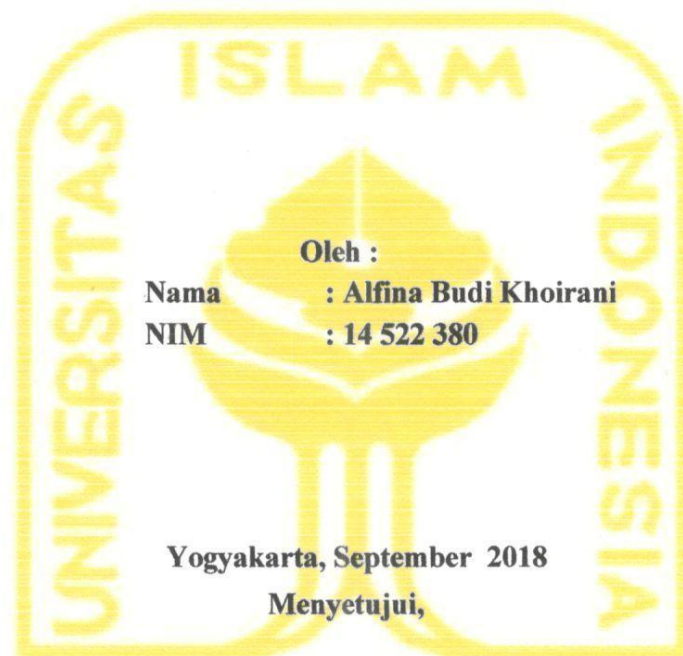 ISLAM
UNIVERSITAS
INDONESIA
Oleh :
Nama : Alfina Budi Khoirani
NIM : 14 522 380
Yogyakarta, September 2018
Menyetujui,